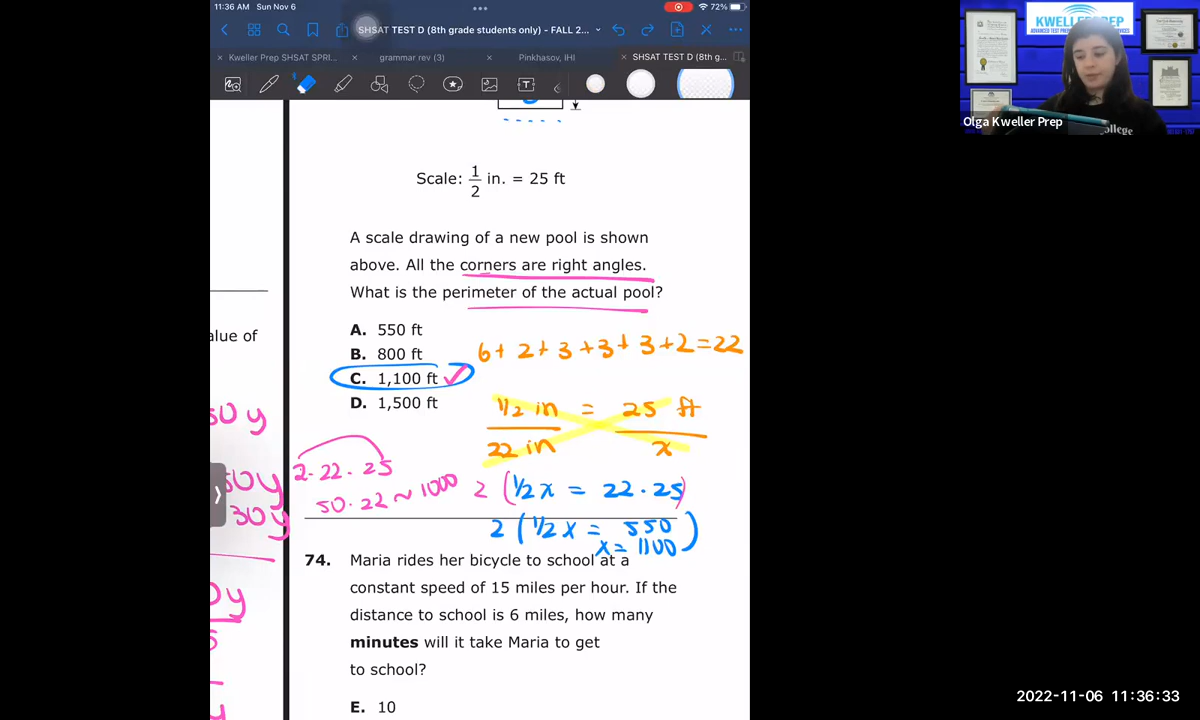 11:36 AM Sun Nov 6
72%
SHSAT TEST D (8th grade students only) - FALL 2...
Kweller Prep SHSAT SPRI...
grammar rev (3)
Pinkhasov, IHI
SHSAT TEST D (8th g...
KWELLER PREP
Olga Kweller Prep
ollege
Scale: 1/2 in. = 25 ft
A scale drawing of a new pool is shown
above. All the corners are right angles.
What is the perimeter of the actual pool?
A. 550 ft
B. 800 ft
C. 1,100 ft
D. 1,500 ft
6+2+3+3+3+2=22
1/2 in = 25 ft
22 in x
2 (1/2x = 22·25)
2 (1/2x = 550
x = 1100)
2·22·25
50·22~1000
alue of
50y
30y
74. Maria rides her bicycle to school at a
constant speed of 15 miles per hour. If the
distance to school is 6 miles, how many
minutes will it take Maria to get
to school?
E. 10
2022-11-06 11:36:33